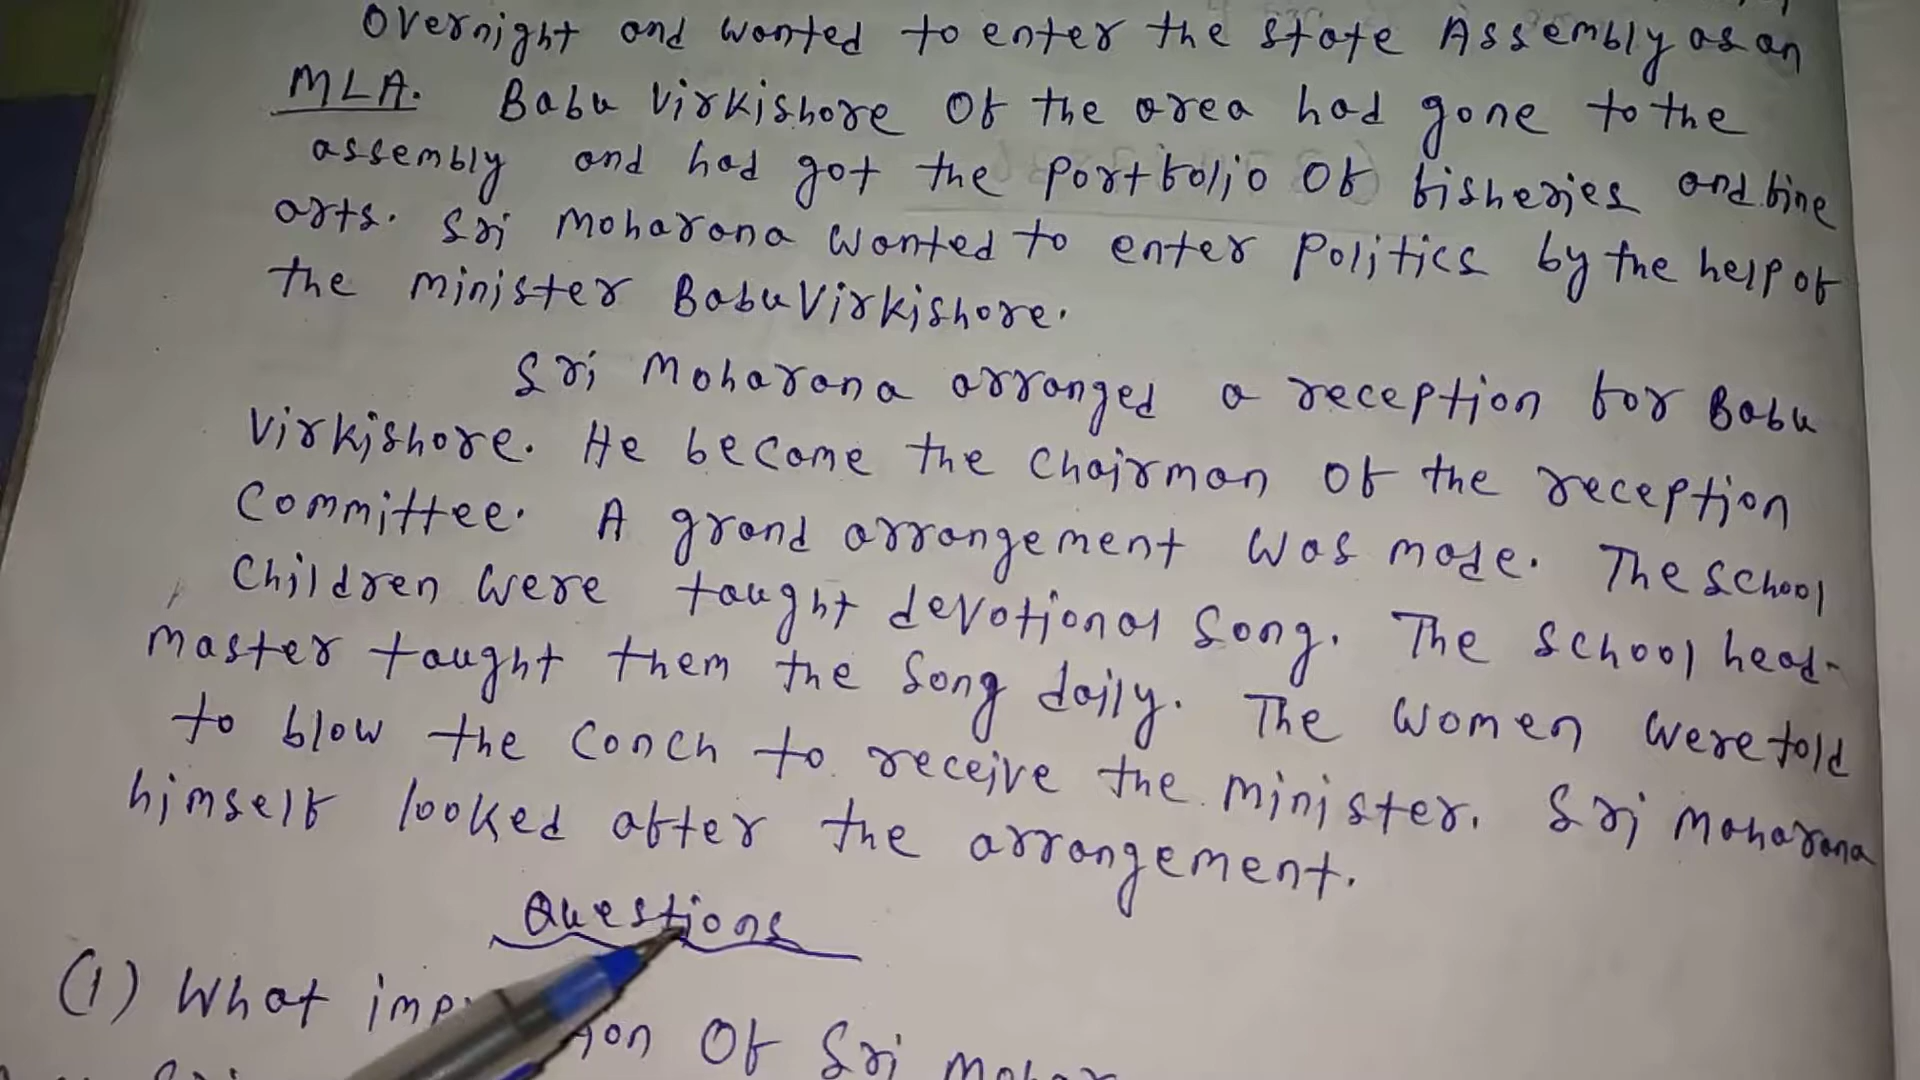 Overnight and wanted to enter the state Assembly as an
MLA. Babu Virkishore of the area had gone to the
assembly and had got the Portfolio of fisheries and fine
arts. Sri Moharana wanted to enter Politics by the help of
the minister Babu Virkishore.
Sri Moharana arranged a reception for Babu
Virkishore. He became the Chairman of the reception
Committee. A grand arrangement was made. The School
Children were taught devotional Song. The School head-
master taught them the Song daily. The women were told
to blow the conch to receive the minister. Sri Moharana
himself looked after the arrangement.
Questions
(1) What of Sri